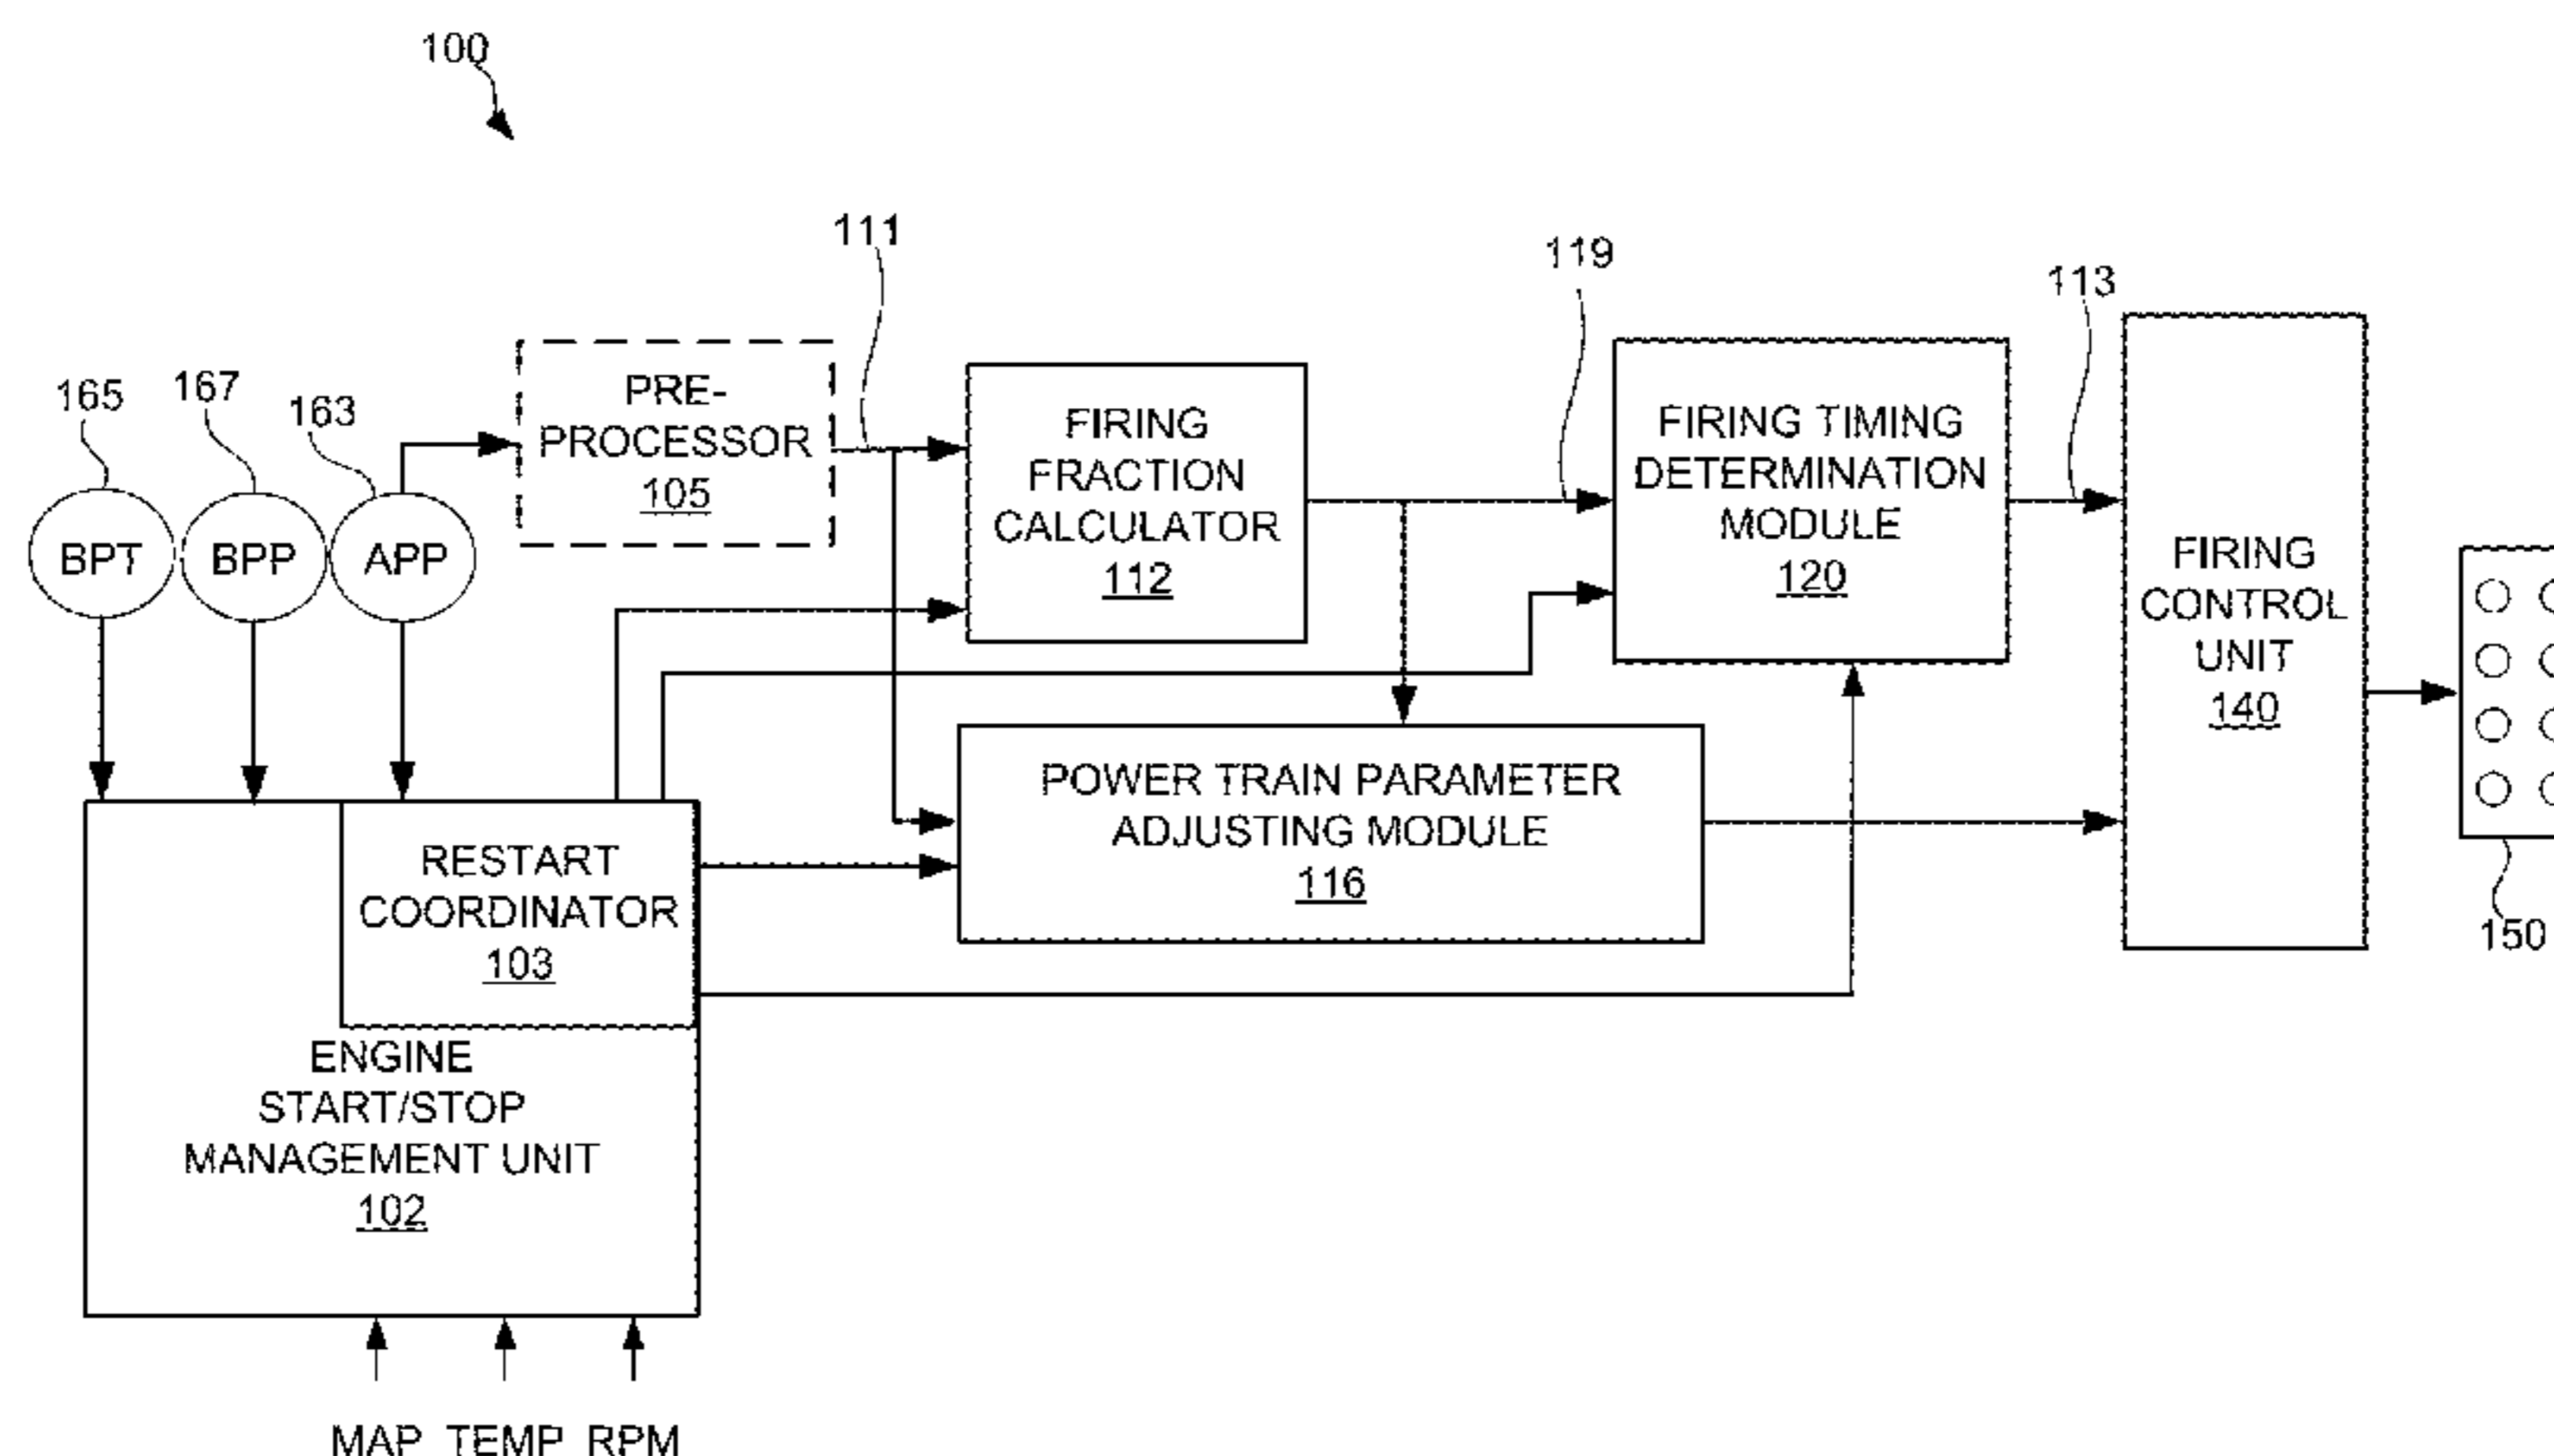 100
111
119
113
165
167
163
PRE-
PROCESSOR
105
BPT
BPP
APP
FIRING
FRACTION
CALCULATOR
112
FIRING TIMING
DETERMINATION
MODULE
120
FIRING
CONTROL
UNIT
140
POWER TRAIN PARAMETER
ADJUSTING MODULE
116
150
RESTART
COORDINATOR
103
ENGINE
START/STOP
MANAGEMENT UNIT
102
MAP TEMP RPM